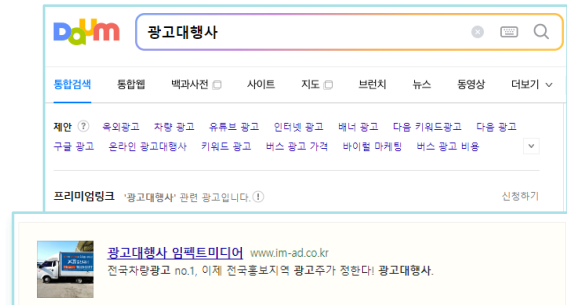 Daum 광고대행사
통합검색 통합웹 백과사전 사이트 지도 브런치 뉴스 동영상 더보기
제안 ? 옥외광고 차량 광고 유튜브 광고 인터넷 광고 배너 광고 다음 키워드광고 다음 광고
구글 광고 온라인 광고대행사 키워드 광고 버스 광고 가격 바이럴 마케팅 버스 광고 비용
프리미엄링크 '광고대행사' 관련 광고입니다. ! 신청하기
광고대행사 임펙트미디어 www.im-ad.co.kr
전국차량광고 no.1, 이제 전국홍보지역 광고주가 정한다! 광고대행사.